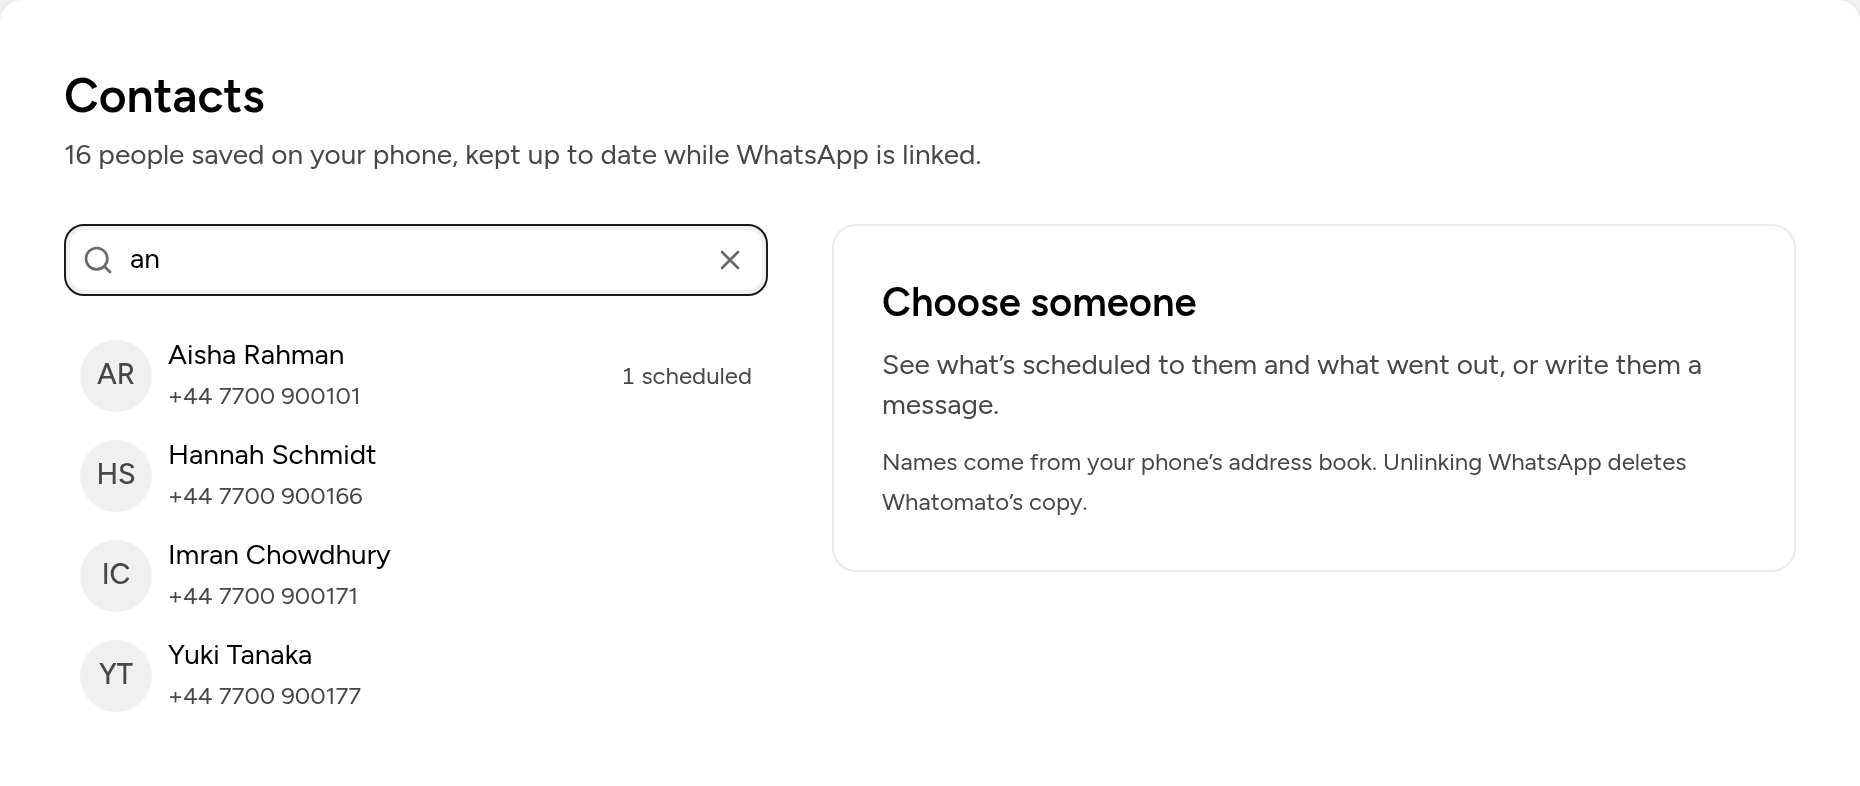 Contacts
16 people saved on your phone, kept up to date while WhatsApp is linked.
an
AR
Aisha Rahman
+44 7700 900101
1 scheduled
HS
Hannah Schmidt
+44 7700 900166
IC
Imran Chowdhury
+44 7700 900171
YT
Yuki Tanaka
+44 7700 900177
Choose someone
See what’s scheduled to them and what went out, or write them a
message.
Names come from your phone’s address book. Unlinking WhatsApp deletes
Whatomato’s copy.